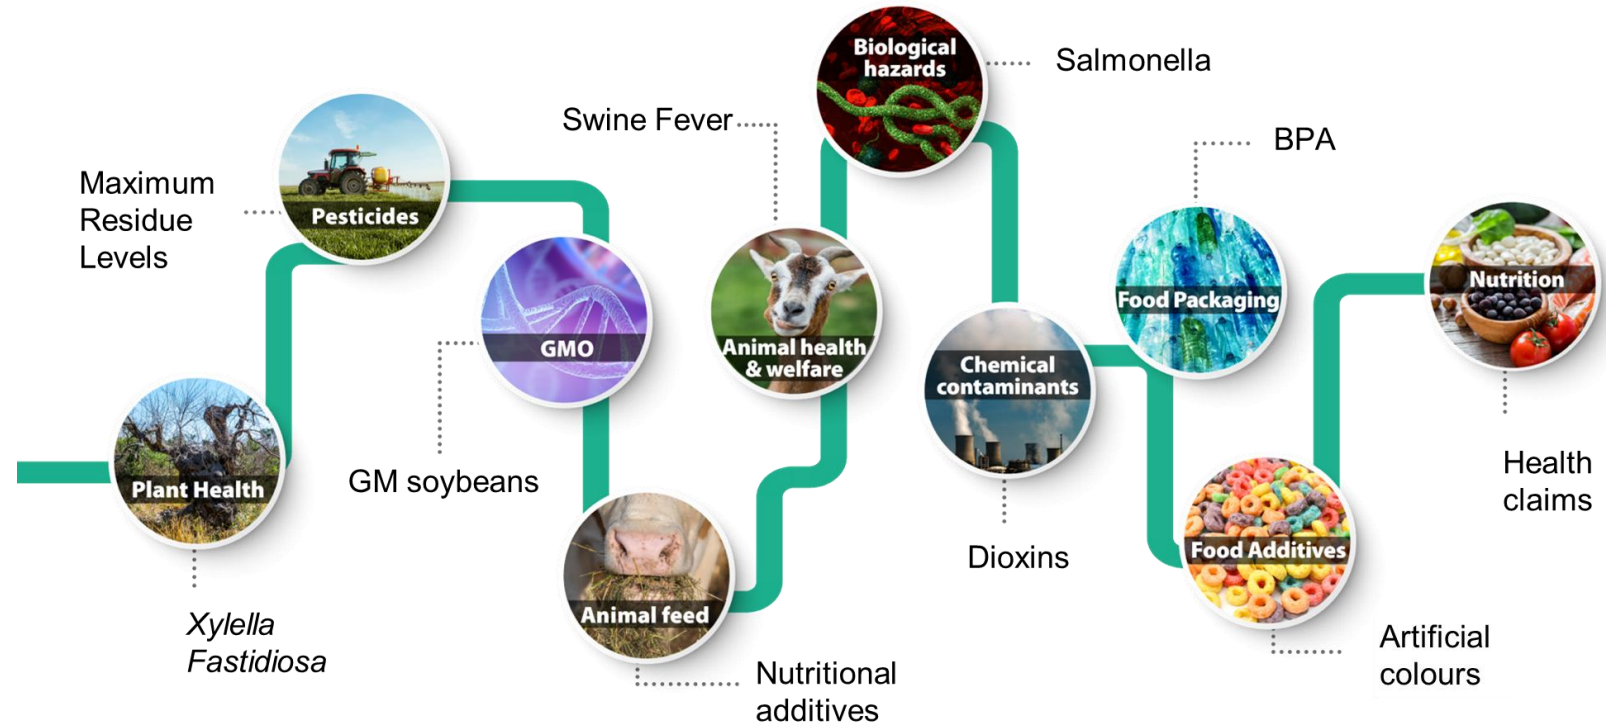 Biological
hazards
Salmonella
Swine Fever
BPA
Maximum
Residue
Levels
Pesticides
Food Packaging
Nutrition
GMO
Animal health
& welfare
Chemical
contaminants
Plant Health
GM soybeans
Health
claims
Dioxins
Food Additives
Animal feed
Xylella
Fastidiosa
Artificial
colours
Nutritional
additives